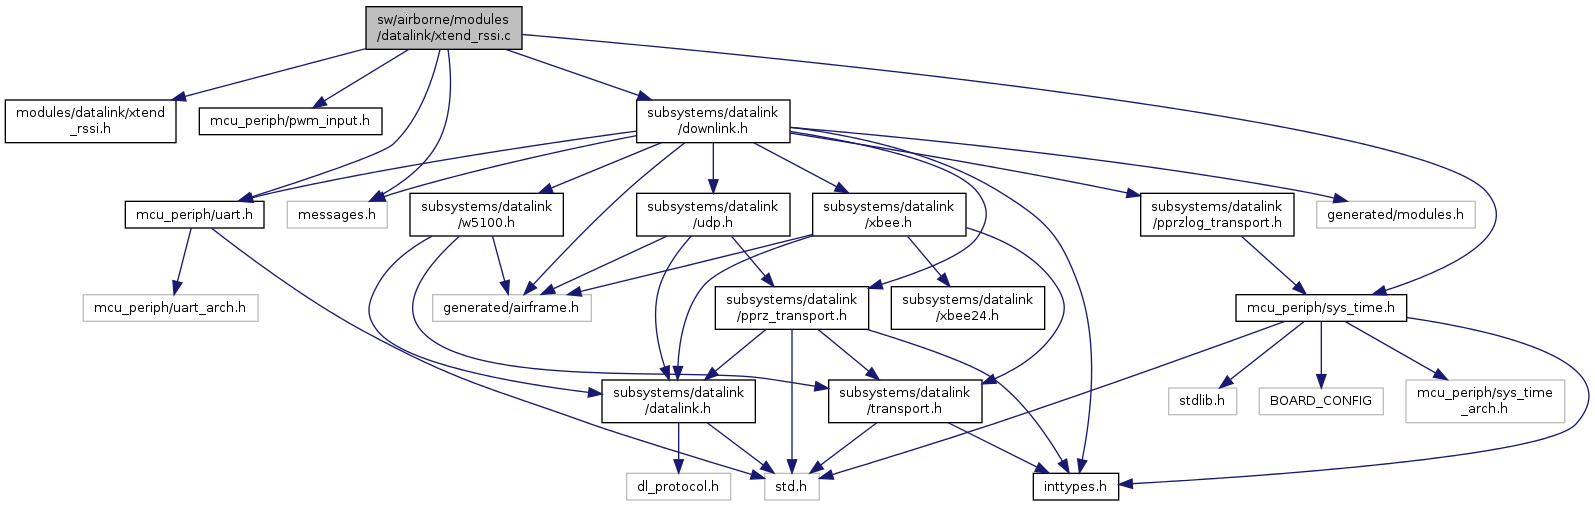 sw/airborne/modules
/datalink/xtend_rssi.c
modules/datalink/xtend
_rssi.h
mcu_periph/pwm_input.h
subsystems/datalink
/downlink.h
mcu_periph/uart.h
messages.h
subsystems/datalink
/w5100.h
subsystems/datalink
/udp.h
subsystems/datalink
/xbee.h
subsystems/datalink
/pprzlog_transport.h
generated/modules.h
mcu_periph/uart_arch.h
generated/airframe.h
subsystems/datalink
/pprz_transport.h
subsystems/datalink
/xbee24.h
mcu_periph/sys_time.h
subsystems/datalink
/datalink.h
subsystems/datalink
/transport.h
stdlib.h
BOARD_CONFIG
mcu_periph/sys_time
_arch.h
dl_protocol.h
std.h
inttypes.h